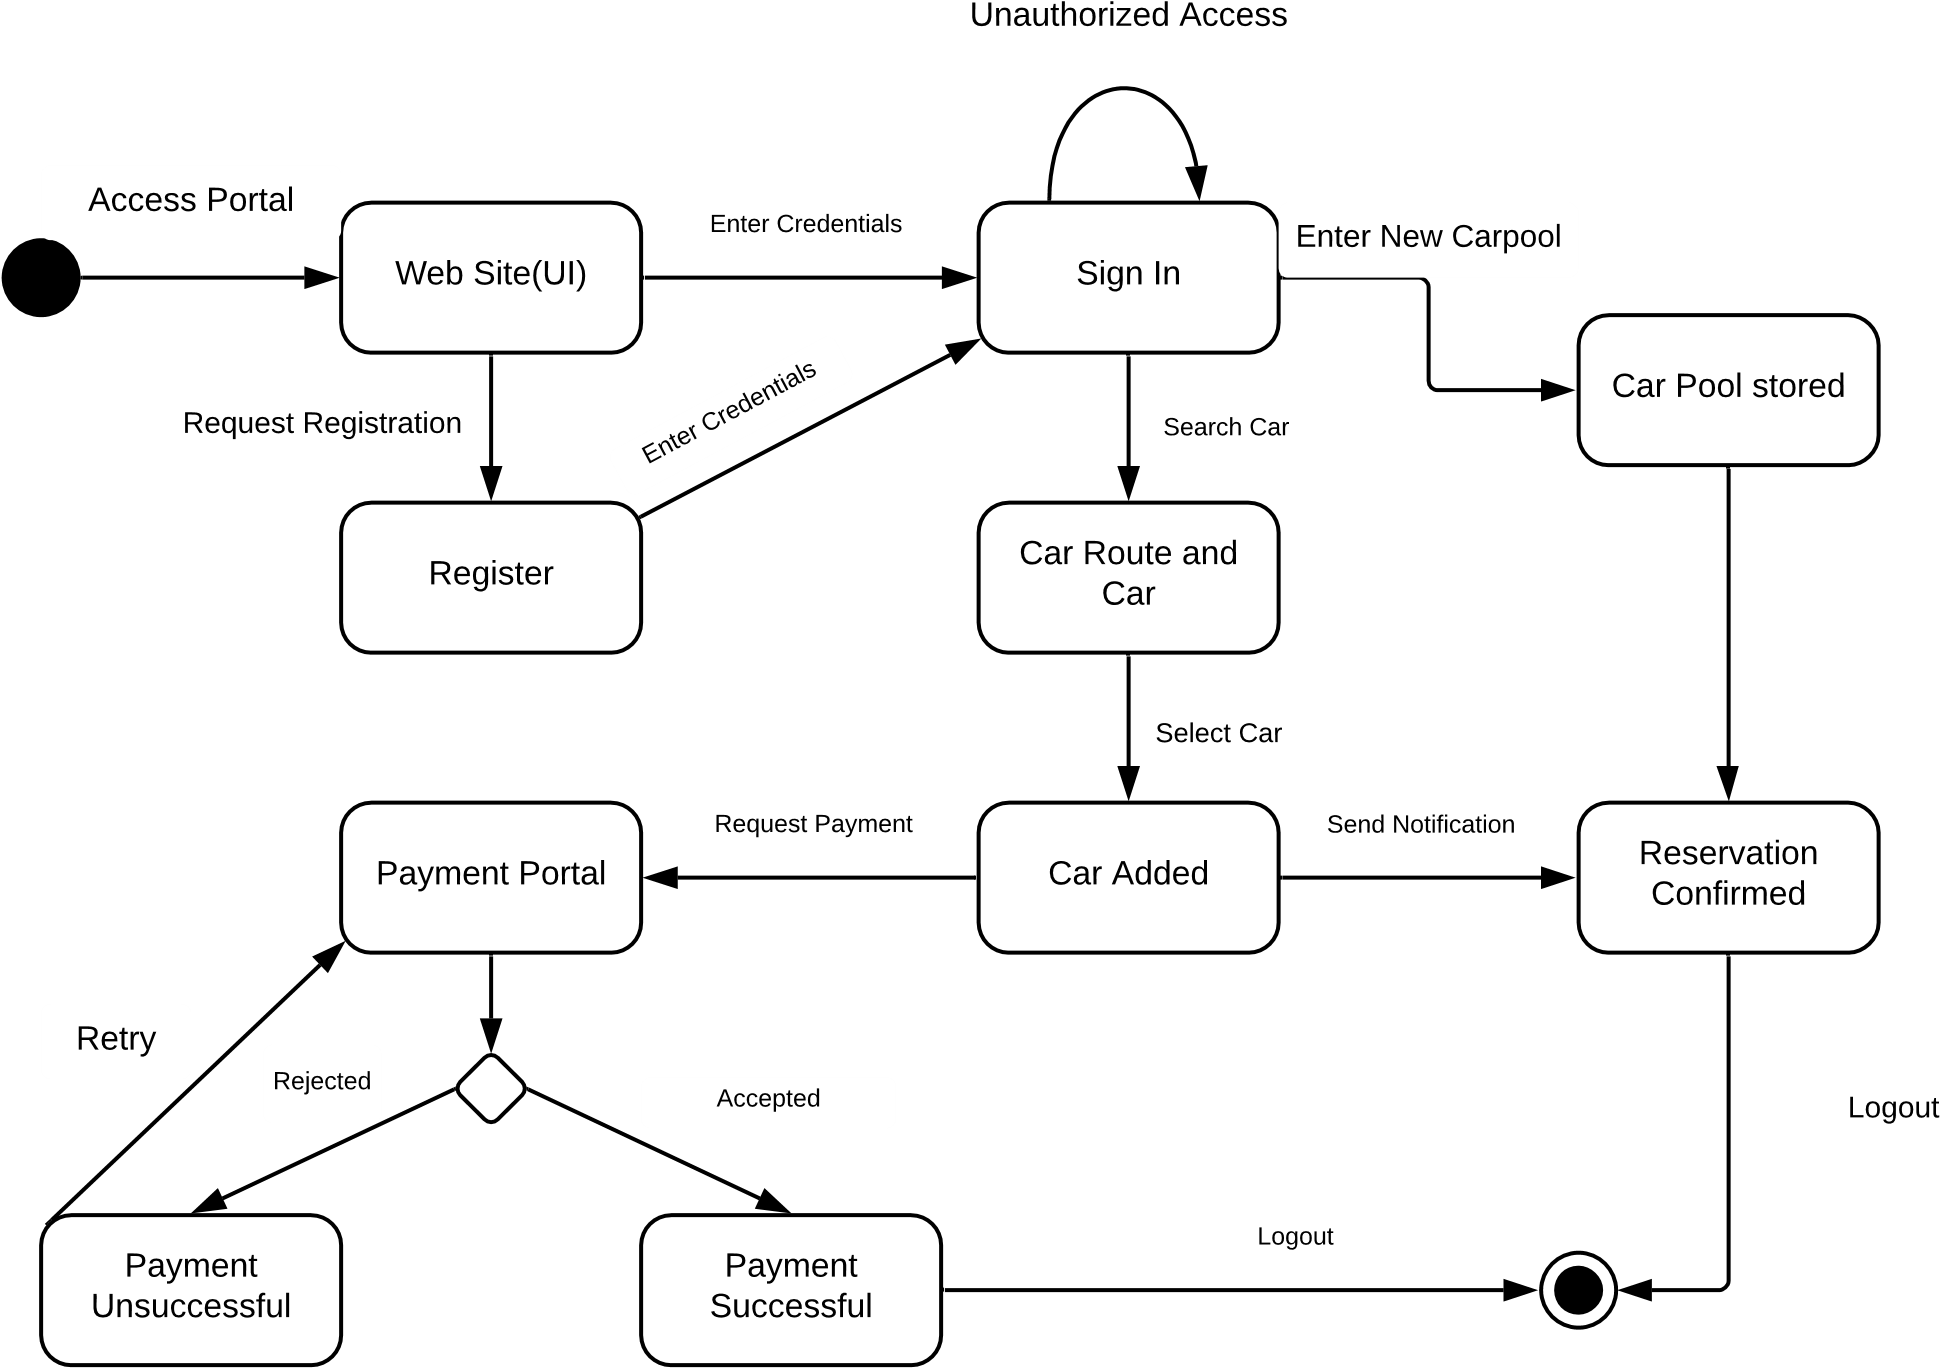 Unauthorized Access
Access Portal
Enter Credentials
Enter New Carpool
Web Site(UI)
Sign In
Car Pool stored
Request Registration
Enter Credentials
Search Car
Register
Car Route and
Car
Select Car
Request Payment
Send Notification
Payment Portal
Car Added
Reservation
Confirmed
Retry
Rejected
Accepted
Logout
Logout
Payment
Unsuccessful
Payment
Successful